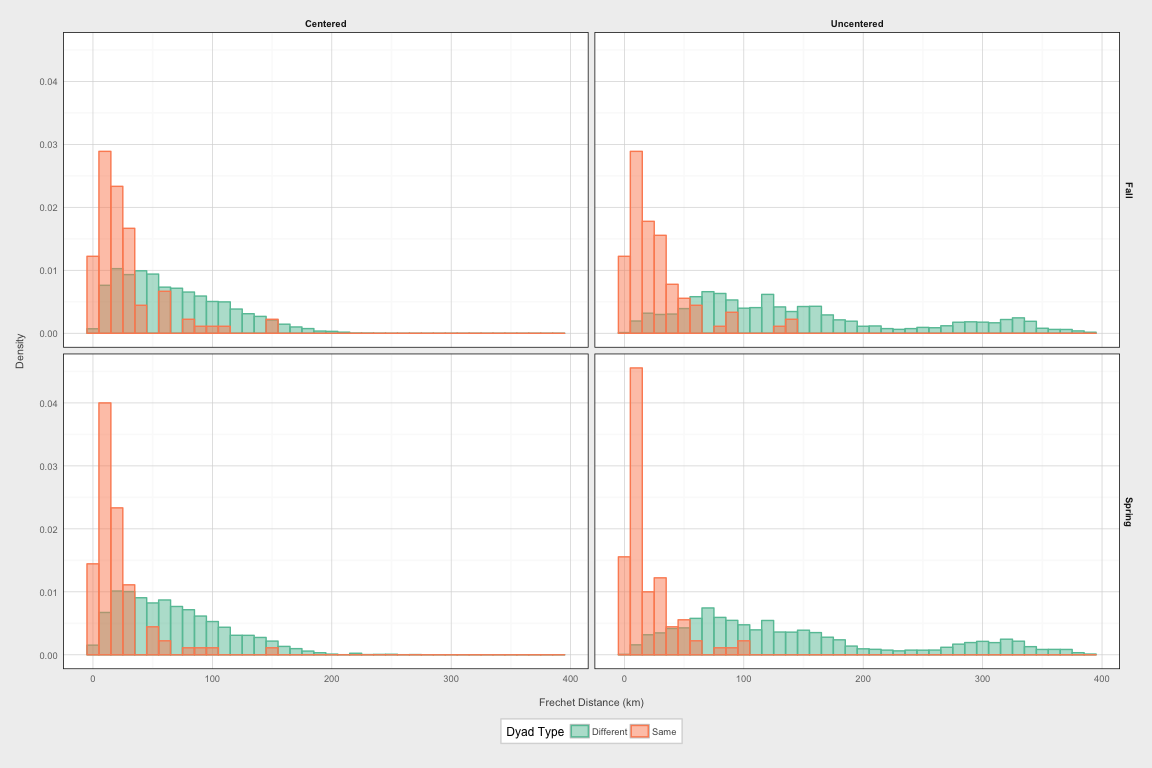 Centered Uncentered
0.04
0.03
0.02
0.01
0.00
Fall
Density
0.04
0.03
0.02
0.01
0.00
Spring
0 100 200 300 400 0 100 200 300 400
Frechet Distance (km)
Dyad Type Different Same